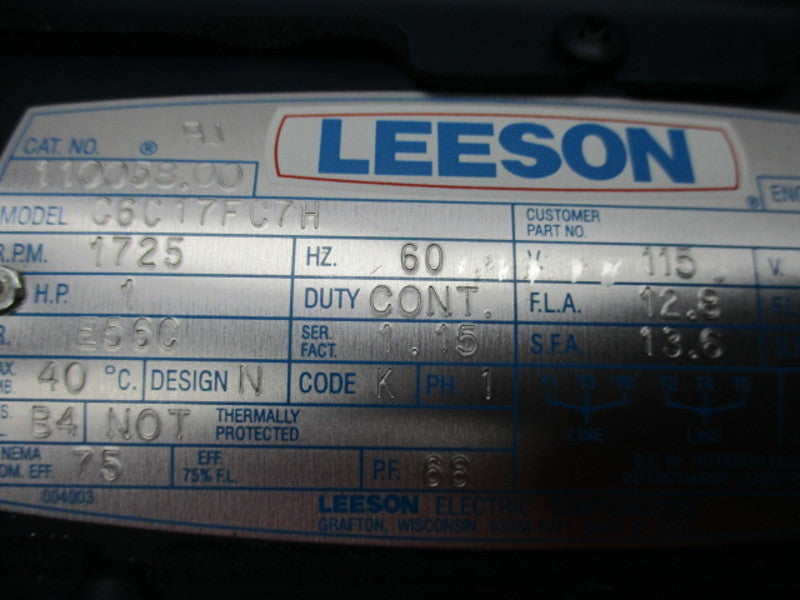 LEESON
CAT. NO. ®
110053.00 ®
MODEL C6C17FC7H CUSTOMER PART NO.
R.P.M. 1725 HZ. 60 V. 115 V.
H.P. 1 DUTY CONT. F.L.A. 12.8
E56C SER. FACT. 1.15 S.F.A. 13.6
40 °C. DESIGN N CODE K PH 1
LINE LINE
B4 NOT THERMALLY PROTECTED
NEMA NOM. EFF. 75 EFF. 75% F.L. P.F. 68
004003 LEESON ELECTRIC
GRAFTON, WISCONSIN